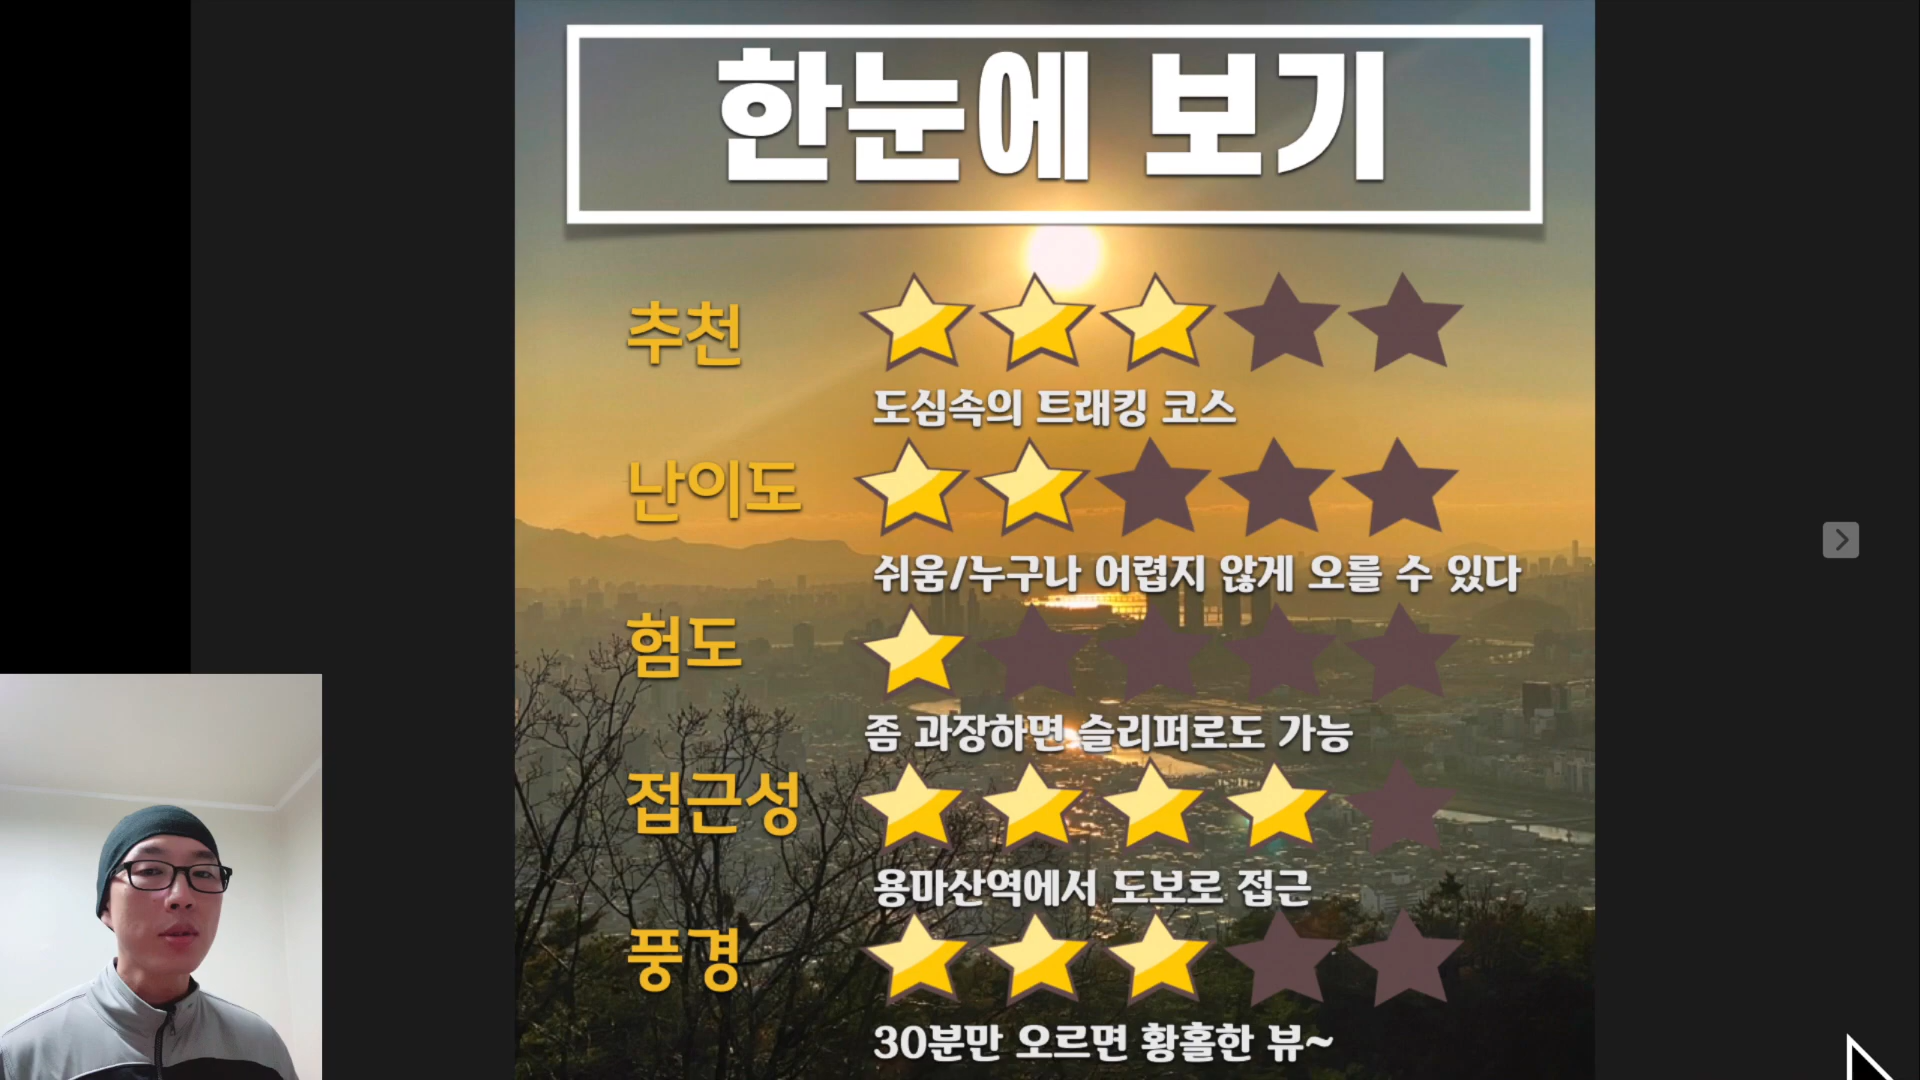 한눈에 보기
추천
도심속의 트래킹 코스
난이도
쉬움/누구나 어렵지 않게 오를 수 있다
험도
좀 과장하면 슬리퍼로도 가능
접근성
용마산역에서 도보로 접근
풍경
30분만 오르면 황홀한 뷰~